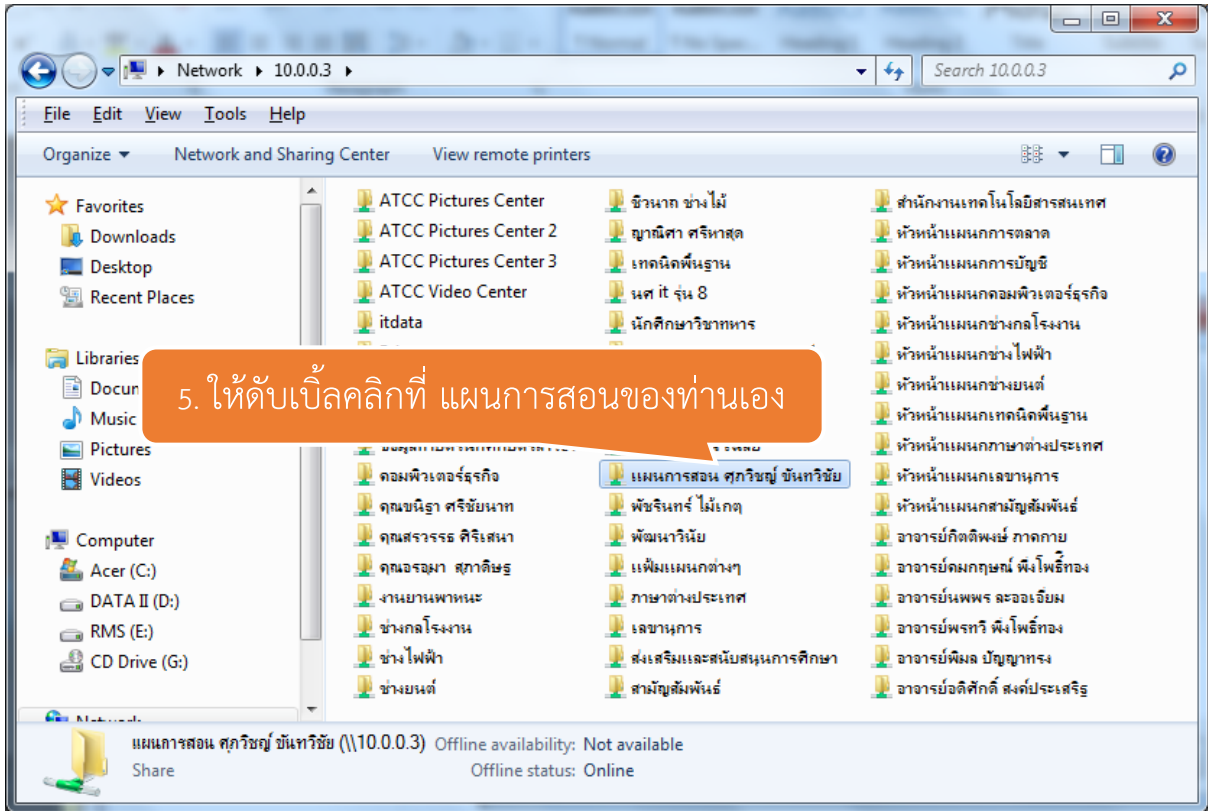 Network ▸ 10.0.0.3 ▸
Search 10.0.0.3
File Edit View Tools Help
Organize Network and Sharing Center View remote printers
Favorites
Downloads
Desktop
Recent Places
Libraries
Docun
Music
Pictures
Videos
Computer
Acer (C:)
DATA II (D:)
RMS (E:)
CD Drive (G:)
Network
ATCC Pictures Center
ATCC Pictures Center 2
ATCC Pictures Center 3
ATCC Video Center
itdata
คอมพิวเตอร์ธุรกิจ
คุณขนิฐา ศรีชัยนาท
คุณสรวรรธ ศิริเสนา
คุณอรอุมา สุภาดิษฐ
งานยานพาหนะ
ช่างกลโรงงาน
ช่างไฟฟ้า
ช่างยนต์
ชีวนาถ ช่างไม้
ญาณิศา ศรีหาสุด
เทคนิคพื้นฐาน
นศ it รุ่น 8
นักศึกษาวิชาทหาร
แผนการสอน ศุภวิชญ์ ขันทวิชัย
พัชรินทร์ ไม้เกตุ
พัฒนาวินัย
แฟ้มแผนกต่างๆ
ภาษาต่างประเทศ
เลขานุการ
ส่งเสริมและสนับสนุนการศึกษา
สามัญสัมพันธ์
สำนักงานเทคโนโลยีสารสนเทศ
หัวหน้าแผนกการตลาด
หัวหน้าแผนกการบัญชี
หัวหน้าแผนกคอมพิวเตอร์ธุรกิจ
หัวหน้าแผนกช่างกลโรงงาน
หัวหน้าแผนกช่างไฟฟ้า
หัวหน้าแผนกช่างยนต์
หัวหน้าแผนกเทคนิคพื้นฐาน
หัวหน้าแผนกภาษาต่างประเทศ
หัวหน้าแผนกเลขานุการ
หัวหน้าแผนกสามัญสัมพันธ์
อาจารย์กิตติพงษ์ ภาคกาย
อาจารย์คมกฤษณ์ พึ่งโพธิ์ทอง
อาจารย์นพพร ละออเอี่ยม
อาจารย์พรทวี พึ่งโพธิ์ทอง
อาจารย์พิมล ปัญญาทรง
อาจารย์อดิศักดิ์ สงค์ประเสริฐ
5. ให้ดับเบิ้ลคลิกที่ แผนการสอนของท่านเอง
แผนการสอน ศุภวิชญ์ ขันทวิชัย (\\10.0.0.3) Offline availability: Not available
Share Offline status: Online